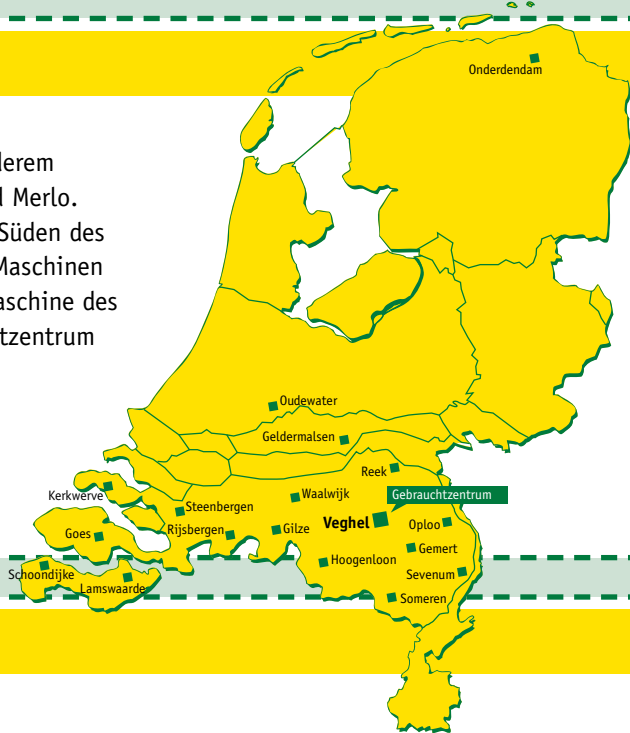 derem
d Merlo.
Süden des
Maschinen
aschine des
tzentrum
Onderdendam
Oudewater
Geldermalsen
Reek
Kerkwerve
Waalwijk
Gebrauchtzentrum
Steenbergen
Veghel
Oploo
Goes
Rijsbergen
Gilze
Gemert
Hoogenloon
Schoondijke
Sevenum
Lamswaarde
Someren